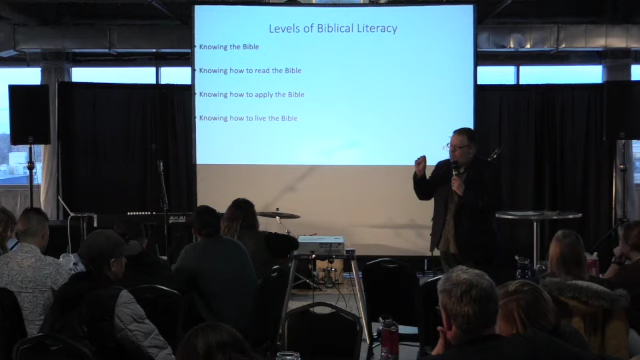 Levels of Biblical Literacy
• Knowing the Bible
• Knowing how to read the Bible
• Knowing how to apply the Bible
• Knowing how to live the Bible